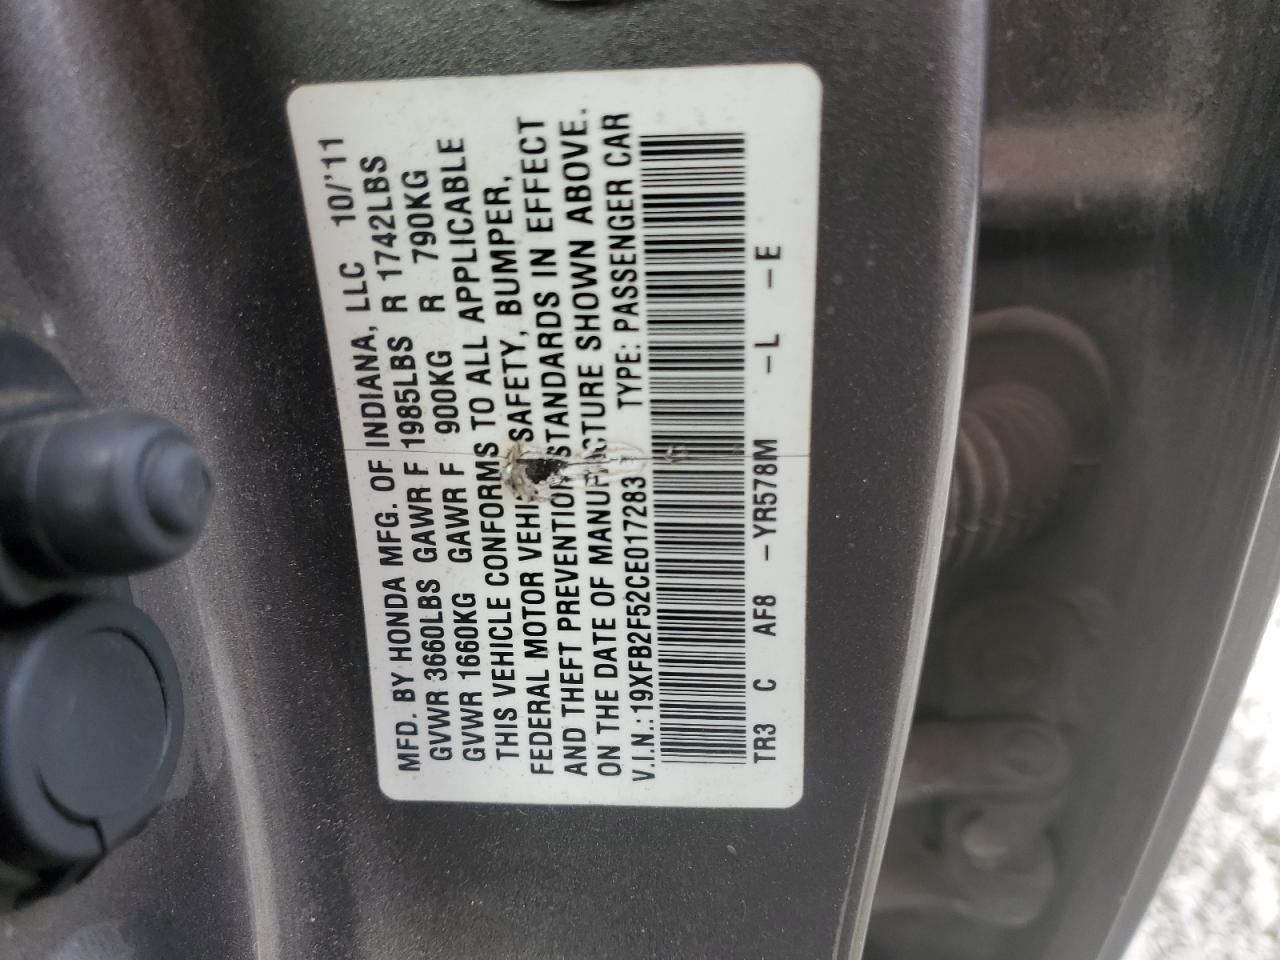 MFD. BY HONDA MFG. OF INDIANA, LLC 10/'11
GVWR 3660LBS GAWR F 1985LBS R 1742LBS
GVWR 1660KG GAWR F 900KG R 790KG
THIS VEHICLE CONFORMS TO ALL APPLICABLE
FEDERAL MOTOR SAFETY, BUMPER,
AND THEFT PREVENTION STANDARDS IN EFFECT
ON THE DATE OF MANUFACTURE SHOWN ABOVE.
V.I.N.: 19XFB2F52CE017283 TYPE: PASSENGER CAR
TR3 C AF8 - YR578M - L - E